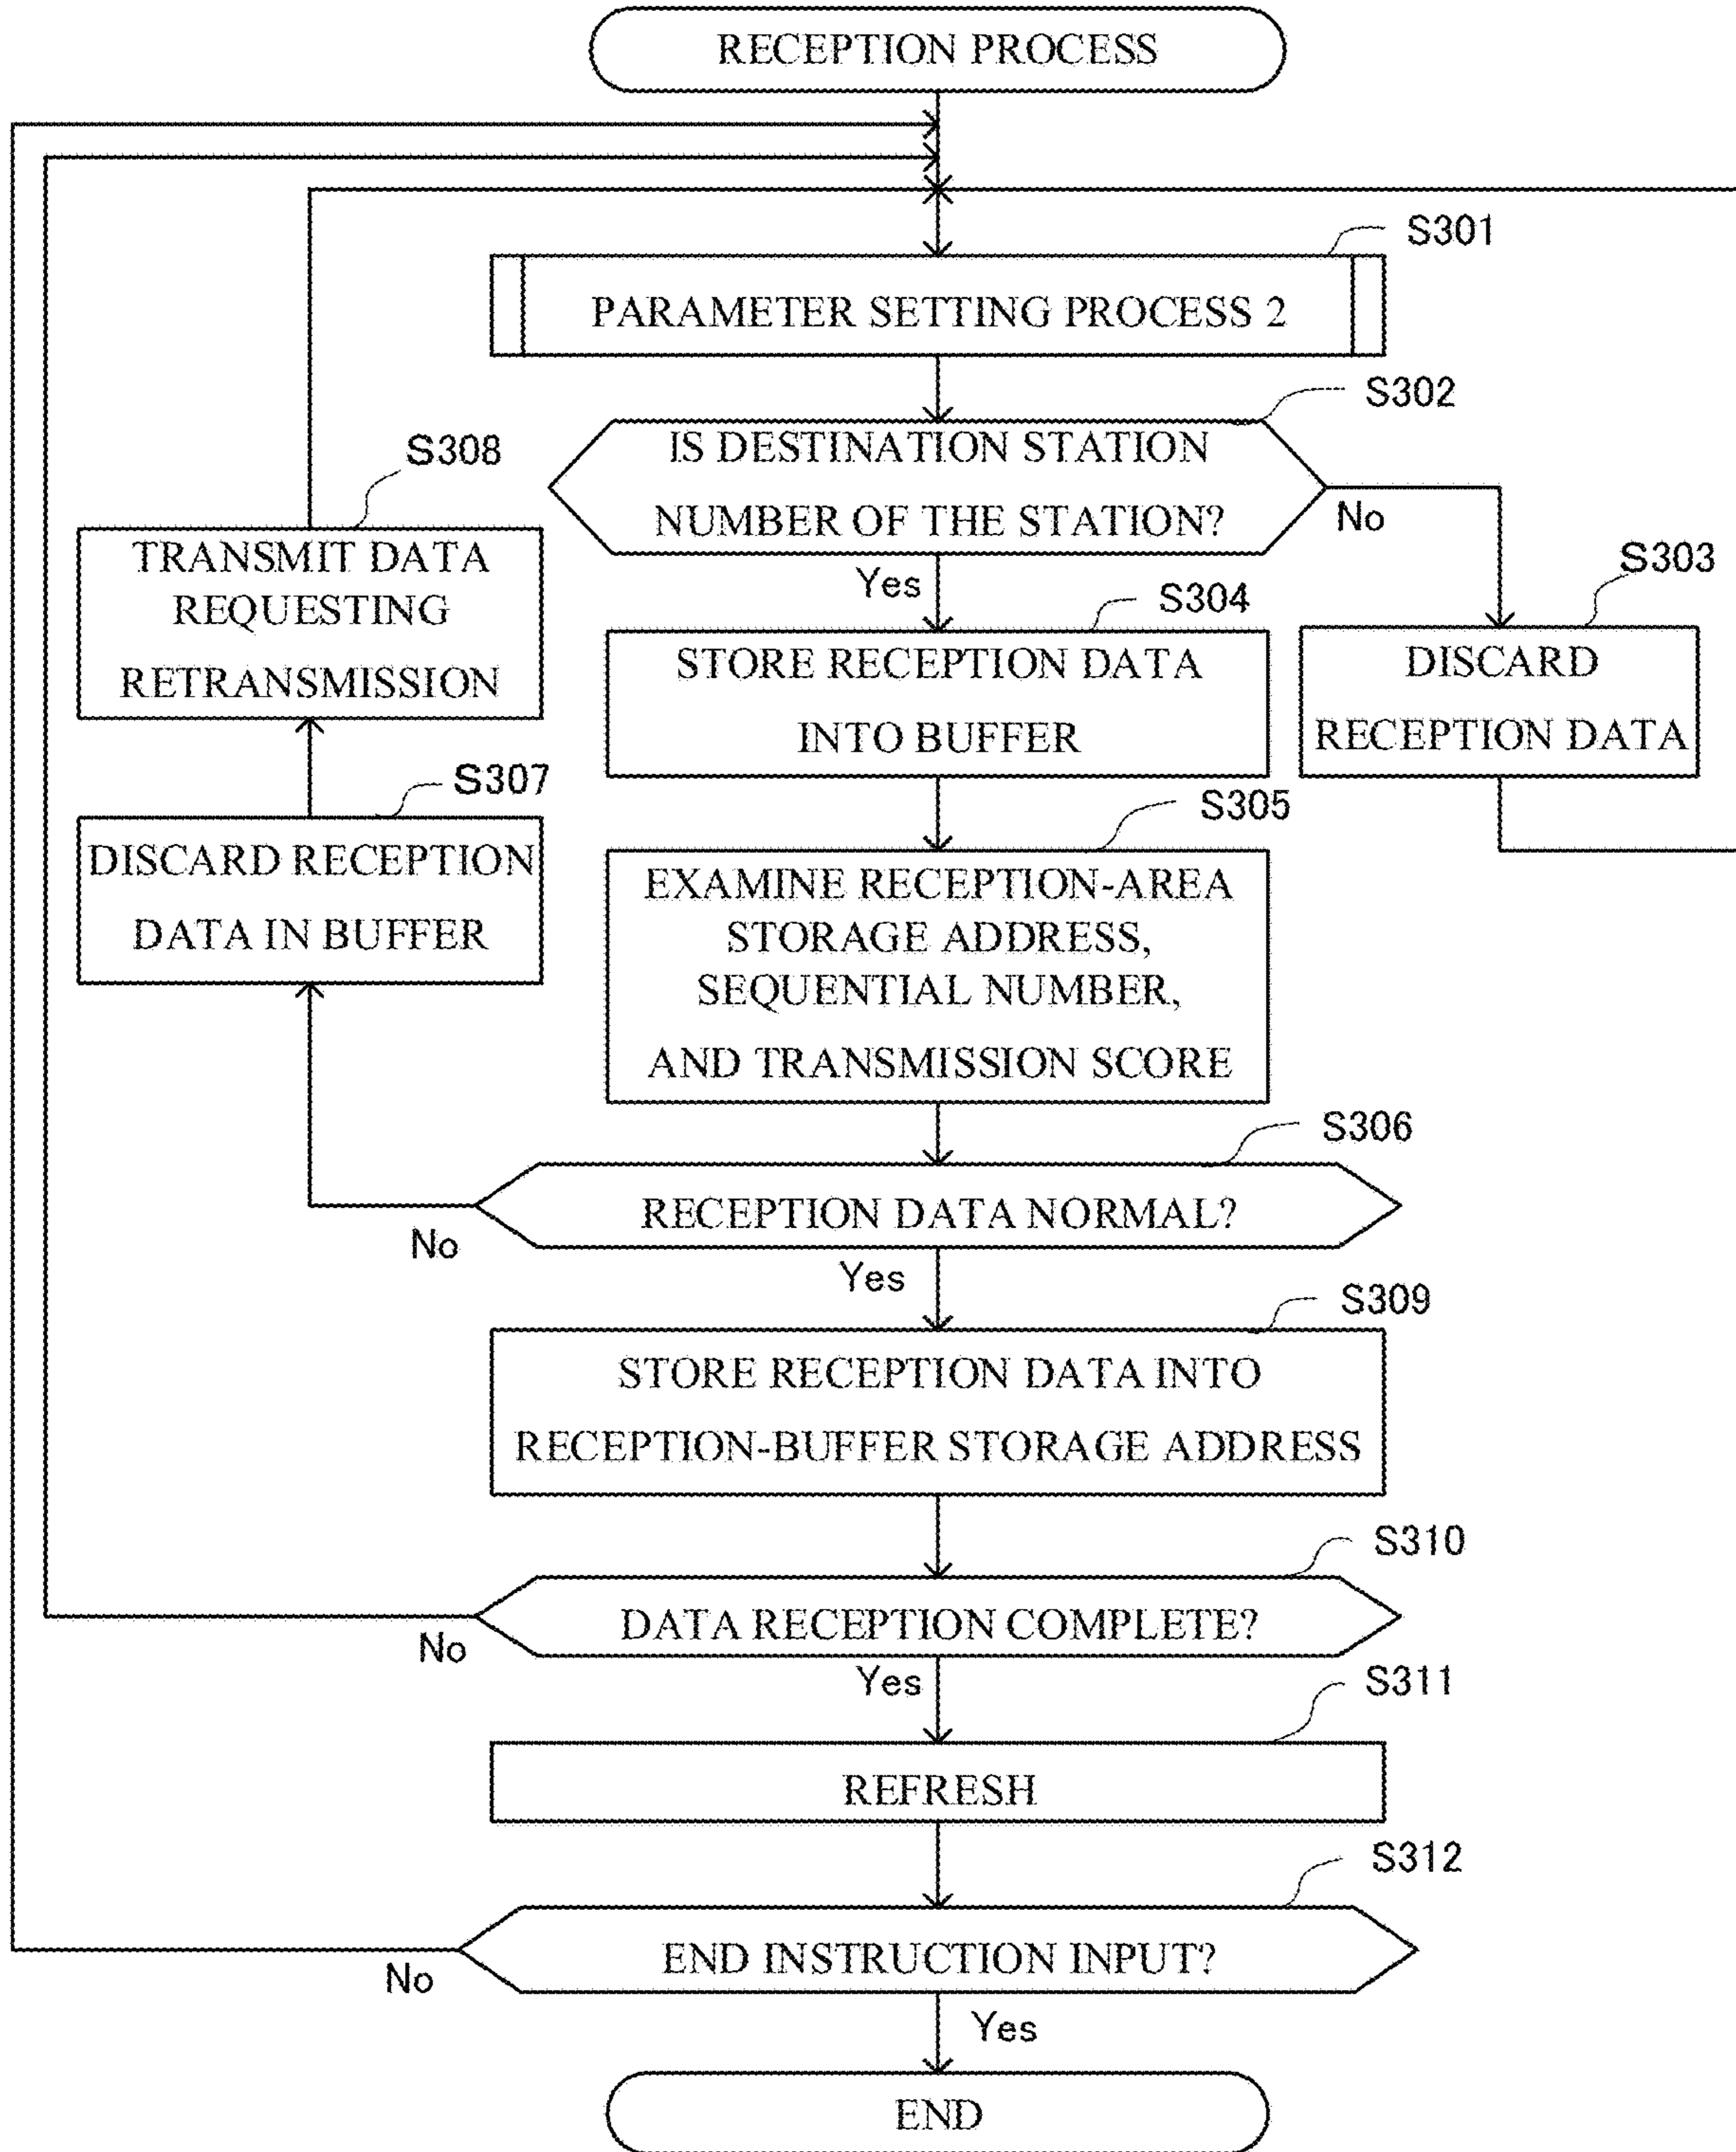 RECEPTION PROCESS
S301
PARAMETER SETTING PROCESS 2
S302
IS DESTINATION STATION
NUMBER OF THE STATION?
No
Yes
S303
DISCARD
RECEPTION DATA
S304
STORE RECEPTION DATA
INTO BUFFER
S305
EXAMINE RECEPTION-AREA
STORAGE ADDRESS,
SEQUENTIAL NUMBER,
AND TRANSMISSION SCORE
S306
RECEPTION DATA NORMAL?
No
Yes
S307
DISCARD RECEPTION
DATA IN BUFFER
S308
TRANSMIT DATA
REQUESTING
RETRANSMISSION
S309
STORE RECEPTION DATA INTO
RECEPTION-BUFFER STORAGE ADDRESS
S310
DATA RECEPTION COMPLETE?
No
Yes
S311
REFRESH
S312
END INSTRUCTION INPUT?
No
Yes
END